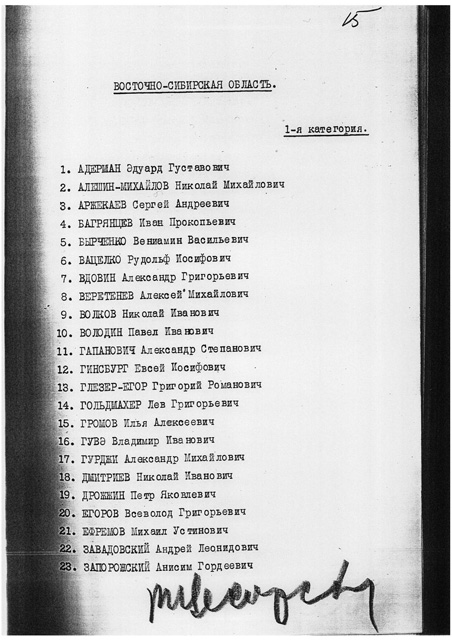 15
ВОСТОЧНО-СИБИРСКАЯ ОБЛАСТЬ.
1-я категория.
1. АДЕРМАН Эдуард Густавович
2. АЛЕШИН-МИХАЙЛОВ Николай Михайлович
3. АРЖЕКАЕВ Сергей Андреевич
4. БАГРЯНЦЕВ Иван Прокопьевич
5. БЫРЧЕНКО Вениамин Васильевич
6. ВАЦЕЛКО Рудольф Иосифович
7. ВДОВИН Александр Григорьевич
8. ВЕРЕТЕНЕВ Алексей Михайлович
9. ВОЛКОВ Николай Иванович
10. ВОЛОДИН Павел Иванович
11. ГАПАНОВИЧ Александр Степанович
12. ГИНСБУРГ Евсей Иосифович
13. ГЛЕЗЕР-ЕГОР Григорий Романович
14. ГОЛЬДМАХЕР Лев Григорьевич
15. ГРОМОВ Илья Алексеевич
16. ГУВЭ Владимир Иванович
17. ГУРДЖИ Александр Михайлович
18. ДМИТРИЕВ Николай Иванович
19. ДРОЖЖИН Петр Яковлевич
20. ЕГОРОВ Всеволод Григорьевич
21. ЕФРЕМОВ Михаил Устинович
22. ЗАВАДОВСКИЙ Андрей Леонидович
23. ЗАПОРОЖСКИЙ Анисим Гордеевич